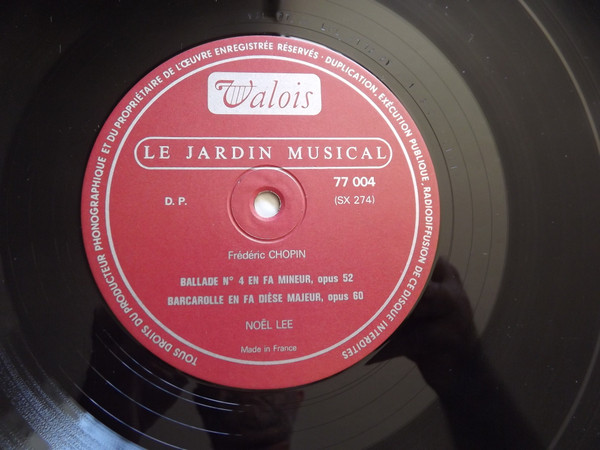 TOUS DROITS DU PRODUCTEUR PHONOGRAPHIQUE ET DU PROPRIÉTAIRE DE L'ŒUVRE ENREGISTRÉE RÉSERVÉS · DUPLICATION, EXÉCUTION PUBLIQUE, RADIODIFFUSION DE CE DISQUE INTERDITES
Valois
LE JARDIN MUSICAL
77 004
D. P. (SX 274)
Frédéric CHOPIN
BALLADE N° 4 EN FA MINEUR, opus 52
BARCAROLLE EN FA DIÈSE MAJEUR, opus 60
NOËL LEE
Made in France